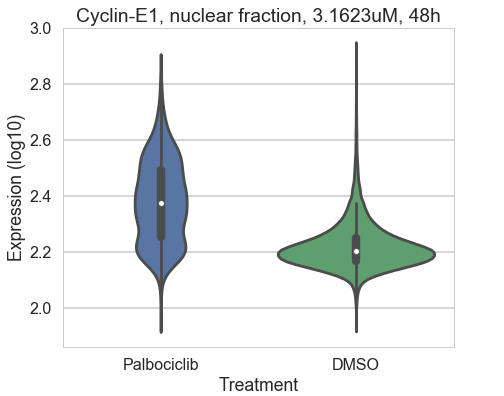 Cyclin-E1, nuclear fraction, 3.1623uM, 48h
3.0
2.8
2.6
2.4
2.2
2.0
Expression (log10)
Palbociclib
DMSO
Treatment